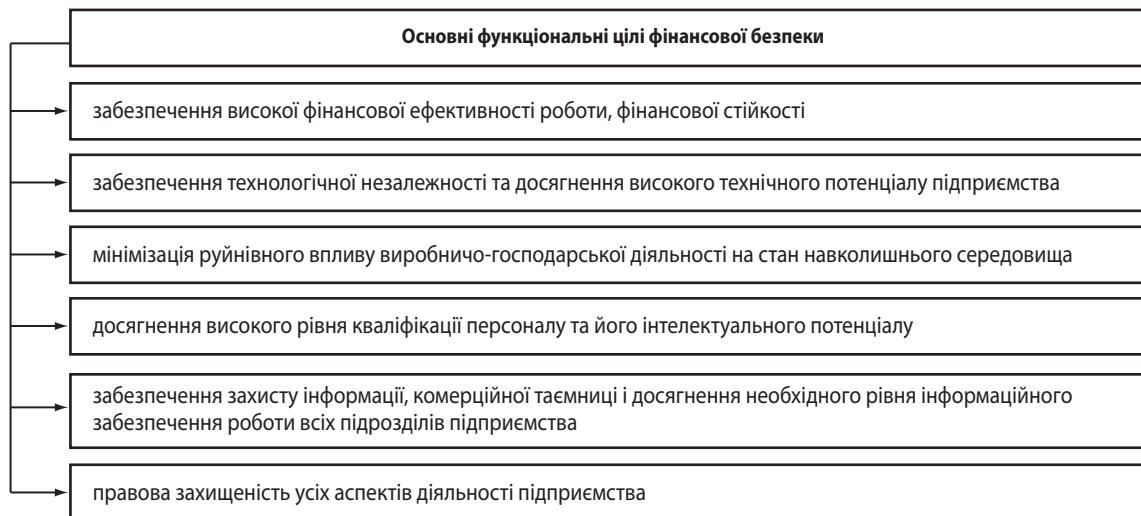 Основні функціональні цілі фінансової безпеки
забезпечення високої фінансової ефективності роботи, фінансової стійкості
забезпечення технологічної незалежності та досягнення високого технічного потенціалу підприємства
мінімізація руйнівного впливу виробничо-господарської діяльності на стан навколишнього середовища
досягнення високого рівня кваліфікації персоналу та його інтелектуального потенціалу
забезпечення захисту інформації, комерційної таємниці і досягнення необхідного рівня інформаційного
забезпечення роботи всіх підрозділів підприємства
правова захищеність усіх аспектів діяльності підприємства